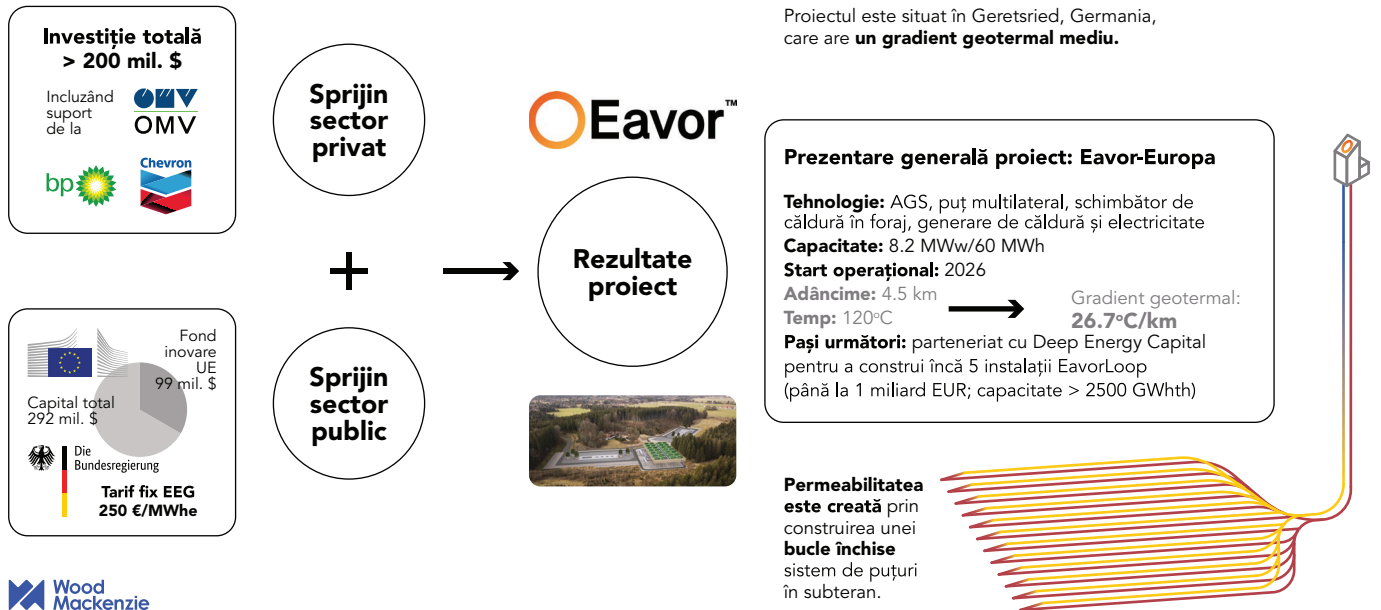 Investiție totală
> 200 mil. $
Incluzând
suport
de la
OMV
OMV
bp
Chevron
Sprijin
sector
privat
+
Sprijin
sector
public
Fond
inovare
UE
99 mil. $
Capital total
292 mil. $
Die
Bundesregierung
Tarif fix EEG
250 €/MWhe
Eavor™
Rezultate
proiect
Proiectul este situat în Geretsried, Germania,
care are un gradient geotermal mediu.
Prezentare generală proiect: Eavor-Europa
Tehnologie: AGS, puț multilateral, schimbător de
căldură în foraj, generare de căldură și electricitate
Capacitate: 8.2 MWw/60 MWh
Start operațional: 2026
Adâncime: 4.5 km
Temp: 120°C
Gradient geotermal:
26.7°C/km
Pași următori: parteneriat cu Deep Energy Capital
pentru a construi încă 5 instalații EavorLoop
(până la 1 miliard EUR; capacitate > 2500 GWhth)
Permeabilitatea
este creată prin
construirea unei
bucle închise
sistem de puțuri
în subteran.
Wood
Mackenzie